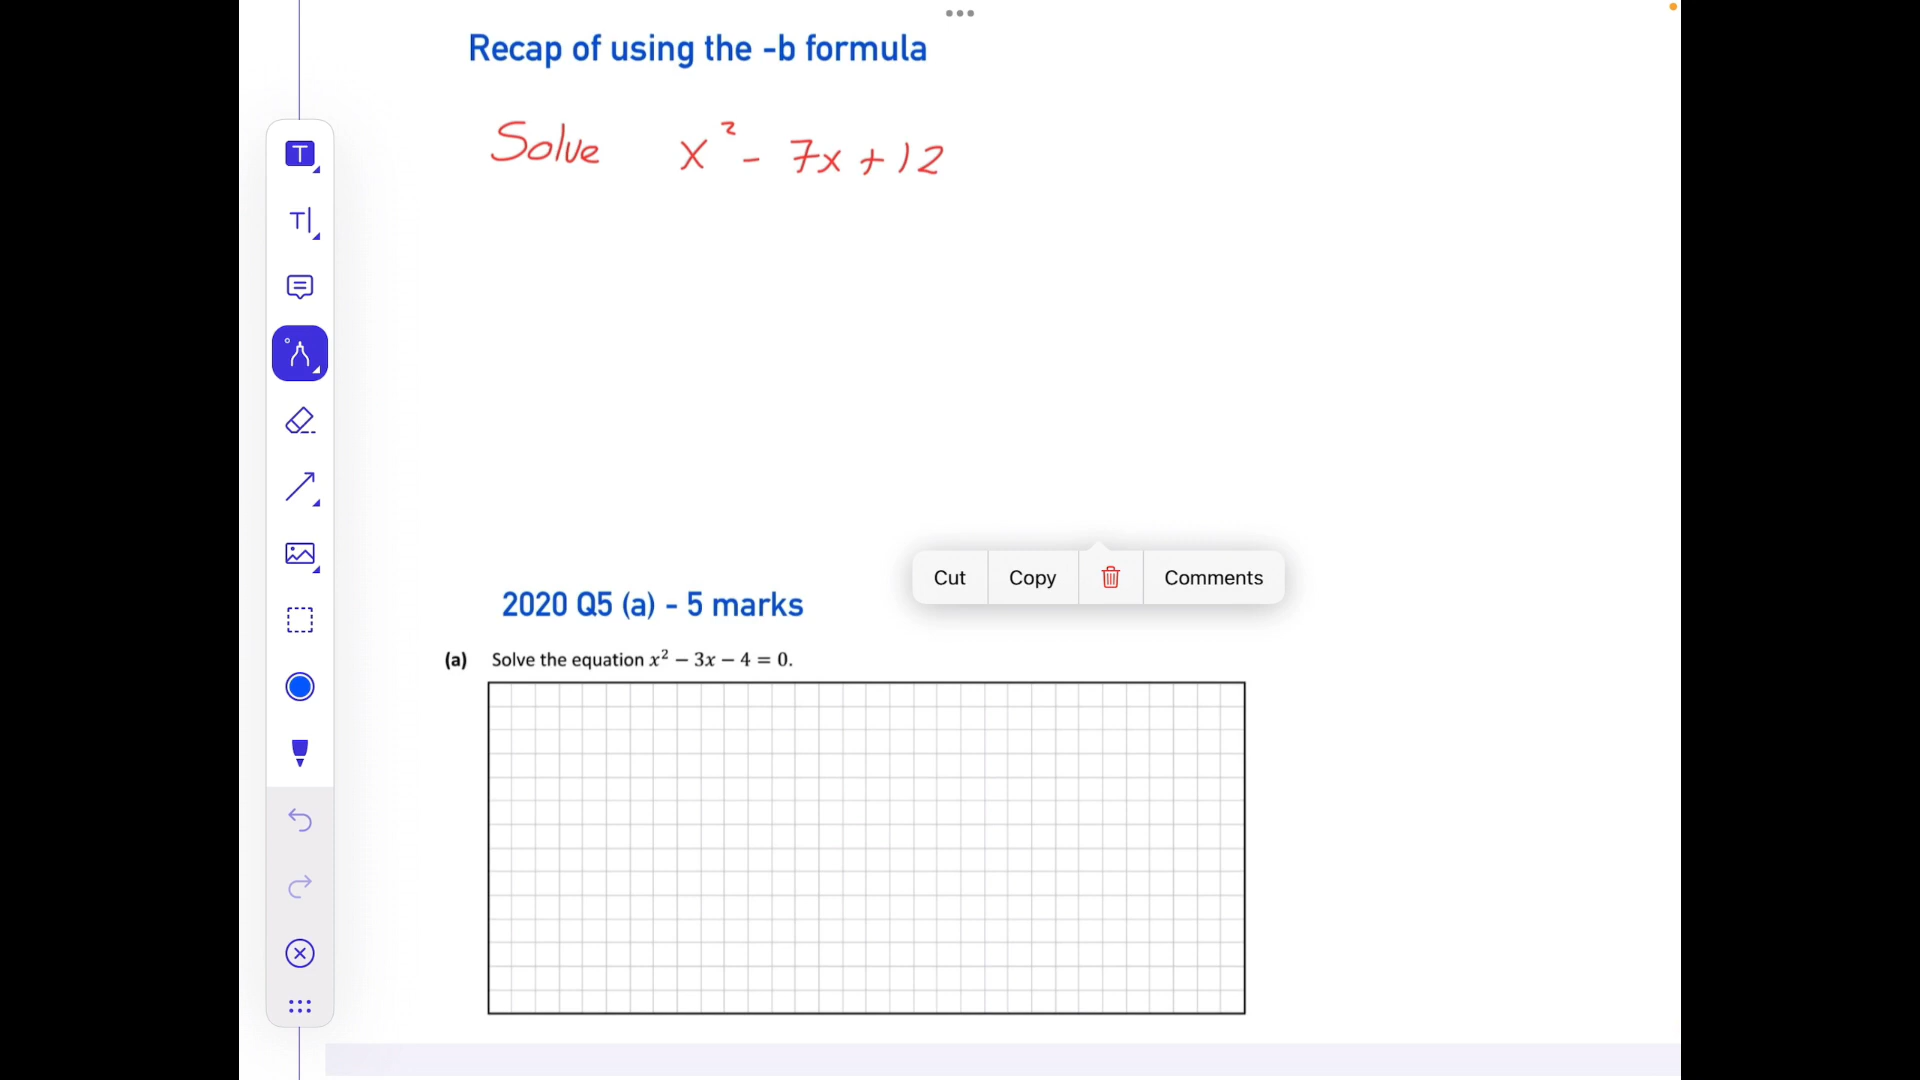 Recap of using the -b formula
Solve x² - 7x + 12
Cut Copy Comments
2020 Q5 (a) - 5 marks
(a) Solve the equation x² − 3x − 4 = 0.